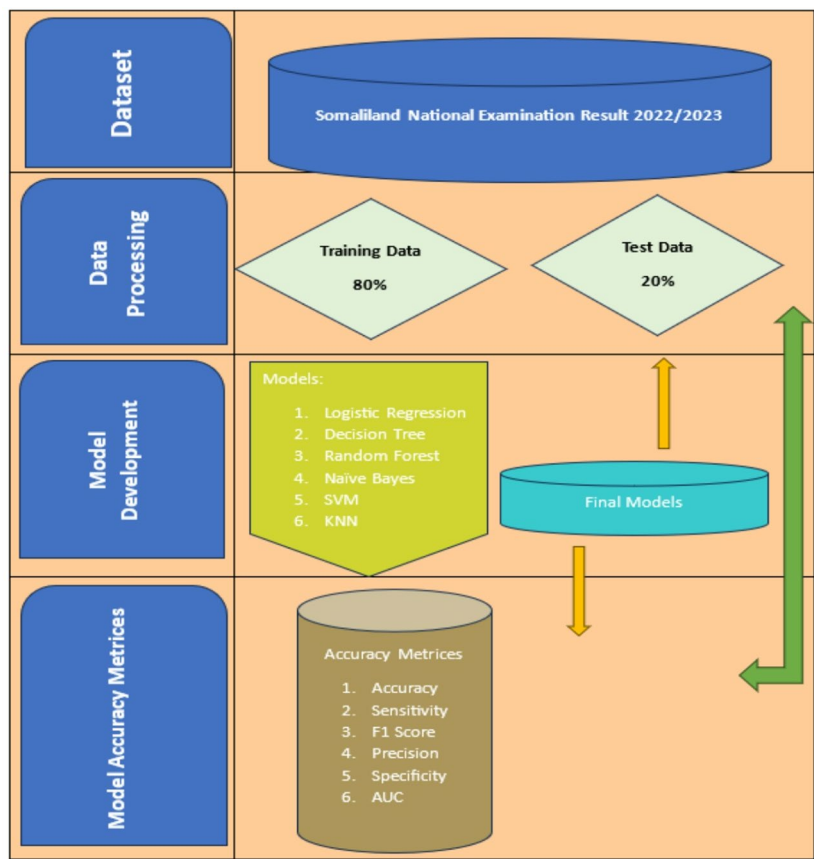 Dataset
Somaliland National Examination Result 2022/2023
Data
Processing
Training Data
80%
Test Data
20%
Model
Development
Models:
1. Logistic Regression
2. Decision Tree
3. Random Forest
4. Naïve Bayes
5. SVM
6. KNN
Final Models
Model Accuracy Metrics
Accuracy Metrices
1. Accuracy
2. Sensitivity
3. F1 Score
4. Precision
5. Specificity
6. AUC